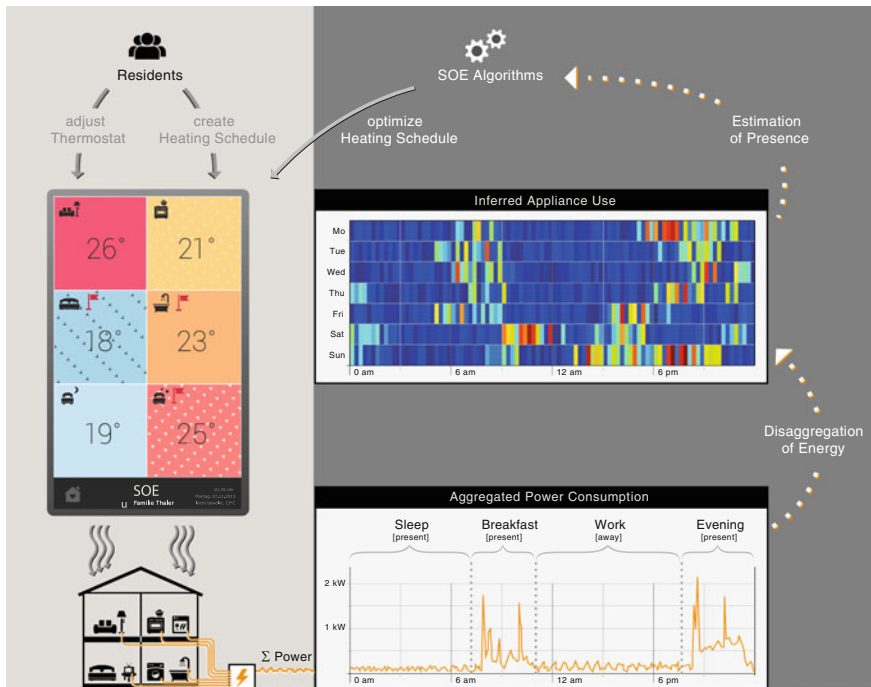 Residents
adjust
Thermostat
create
Heating Schedule
SOE Algorithms
optimize
Heating Schedule
Estimation
of Presence
26°
21°
18°
23°
19°
25°
SOE
u
Familie Thaler
Inferred Appliance Use
Mo
Tue
Wed
Thu
Fri
Sat
Sun
0 am 6 am 12 am 6 pm
Disaggregation
of Energy
Aggregated Power Consumption
Sleep
[present]
Breakfast
[present]
Work
[away]
Evening
[present]
2 kW
1 kW
0 am 6 am 12 am 6 pm
Σ Power